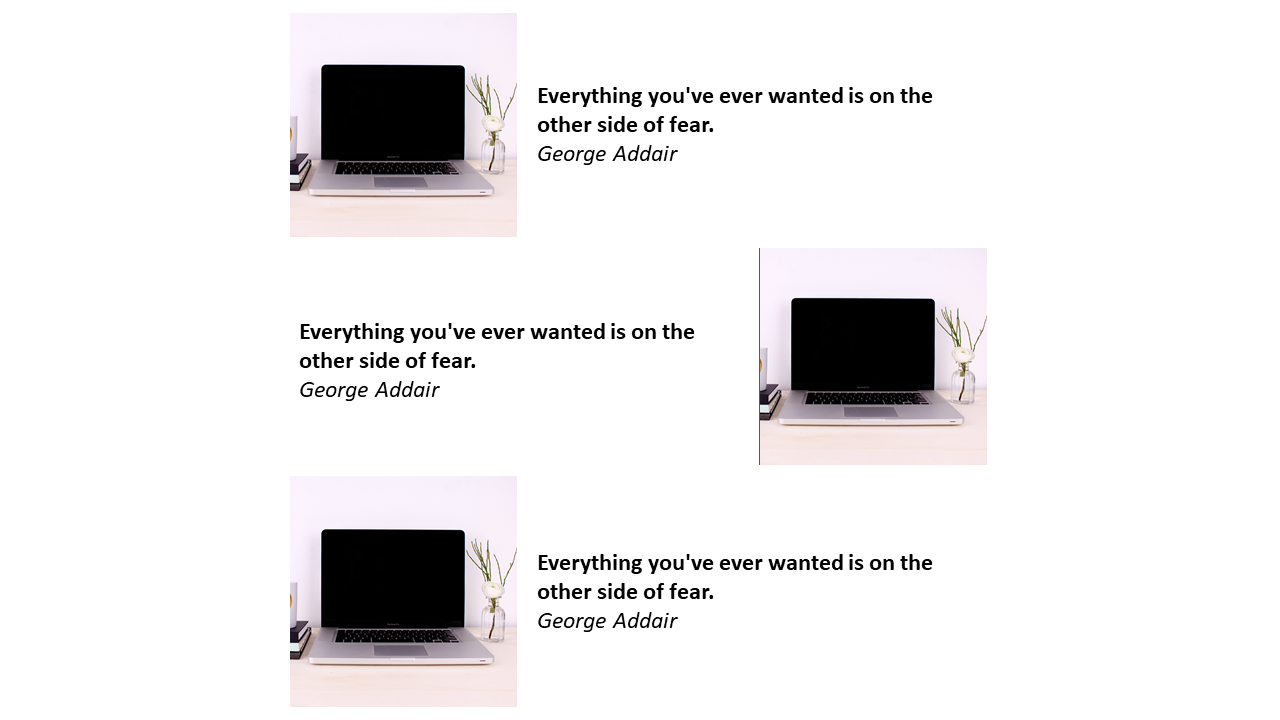 Everything you've ever wanted is on the
other side of fear.
George Addair
Everything you've ever wanted is on the
other side of fear.
George Addair
Everything you've ever wanted is on the
other side of fear.
George Addair